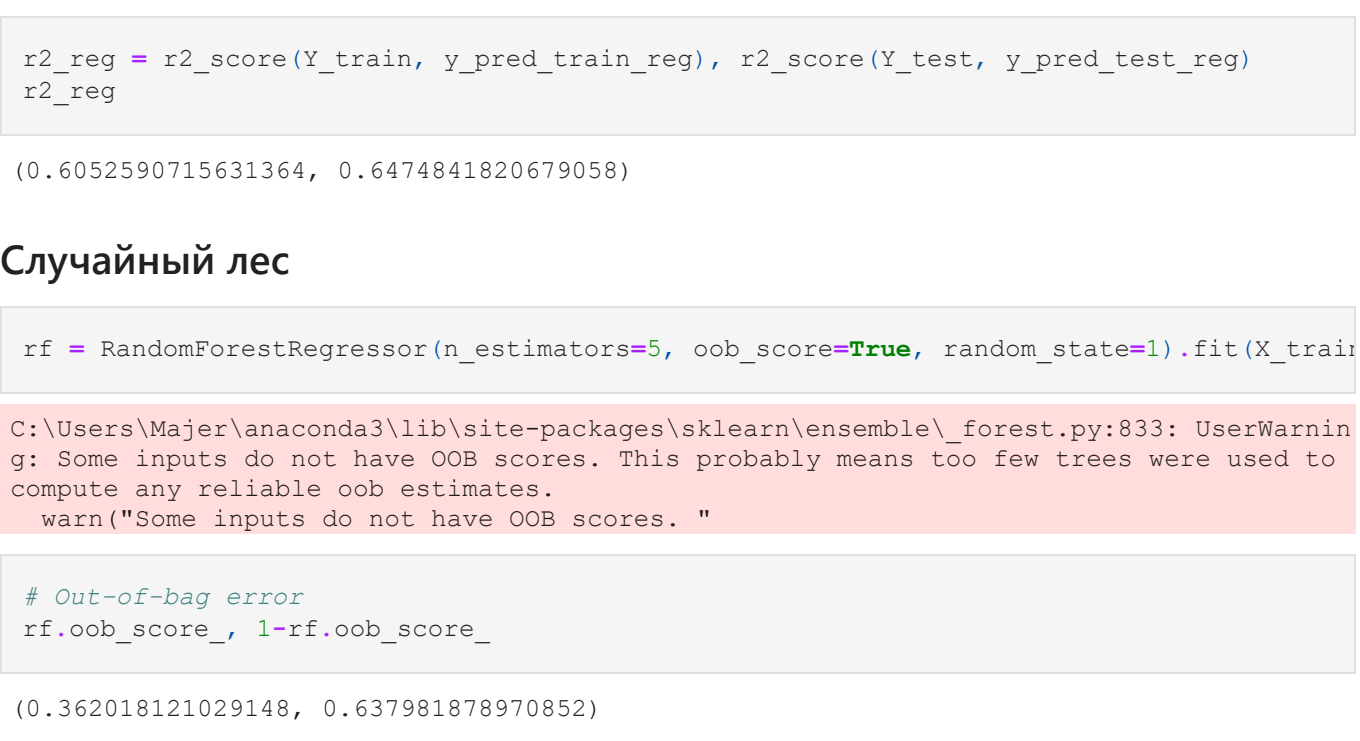 r2_reg = r2_score(Y_train, y_pred_train_reg), r2_score(Y_test, y_pred_test_reg)
r2_reg
(0.6052590715631364, 0.6474841820679058)
Случайный лес
rf = RandomForestRegressor(n_estimators=5, oob_score=True, random_state=1).fit(X_train
C:\Users\Majer\anaconda3\lib\site-packages\sklearn\ensemble\_forest.py:833: UserWarnin
g: Some inputs do not have OOB scores. This probably means too few trees were used to
compute any reliable oob estimates.
  warn("Some inputs do not have OOB scores. "
# Out-of-bag error
rf.oob_score_, 1-rf.oob_score_
(0.362018121029148, 0.637981878970852)